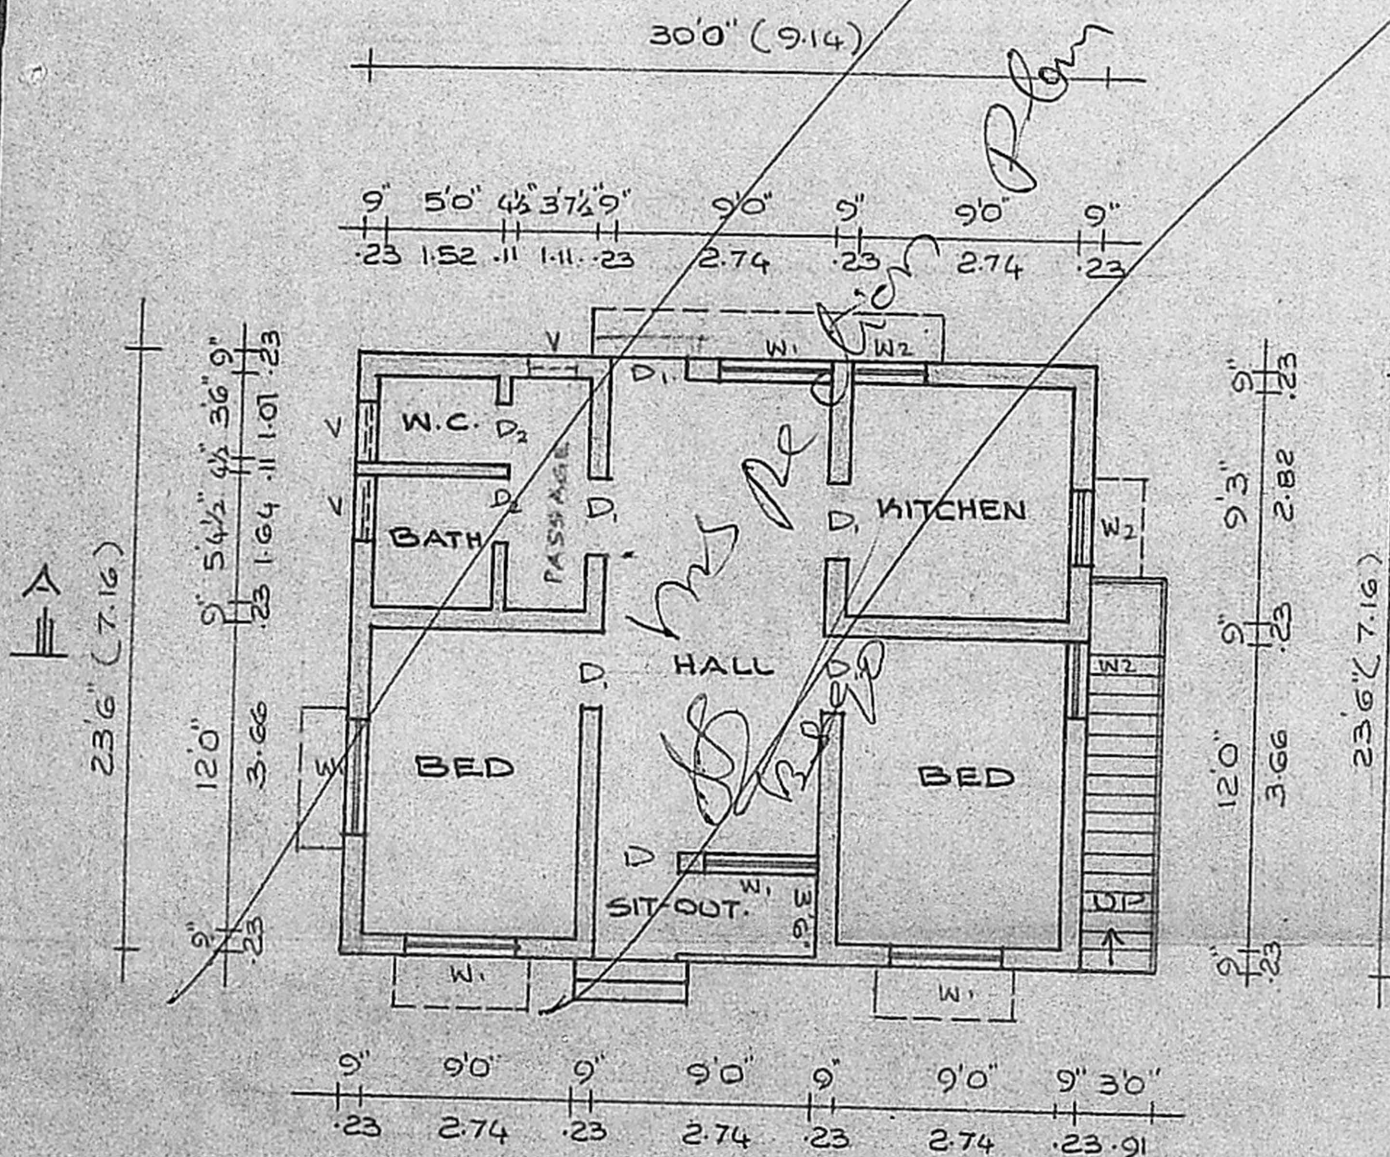 30'0" (9.14)
Plan
9" 5'0" 4½" 3'7½" 9" 9'0" 9" 9'0" 9"
.23 1.52 .11 1.11 .23 2.74 .23 2.74 .23
V
W1 W2
D1
W.C. D2
V
V
D2
BATH
PASSAGE
D1
D1
KITCHEN
W2
HALL
D1
D1
W2
BED
W1
BED
D
W1
SIT-OUT.
3'6"
UP
W1
W1
9" 3'6" 4½" 5'4½" 9" 12'0" 9"
.23 1.07 .11 1.64 .23 3.66 .23
23'6" (7.16)
9" 9'3" 9" 12'0" 9"
.23 2.82 .23 3.66 .23
23'6" (7.16)
9" 9'0" 9" 9'0" 9" 9'0" 9" 3'0"
.23 2.74 .23 2.74 .23 2.74 .23 .91